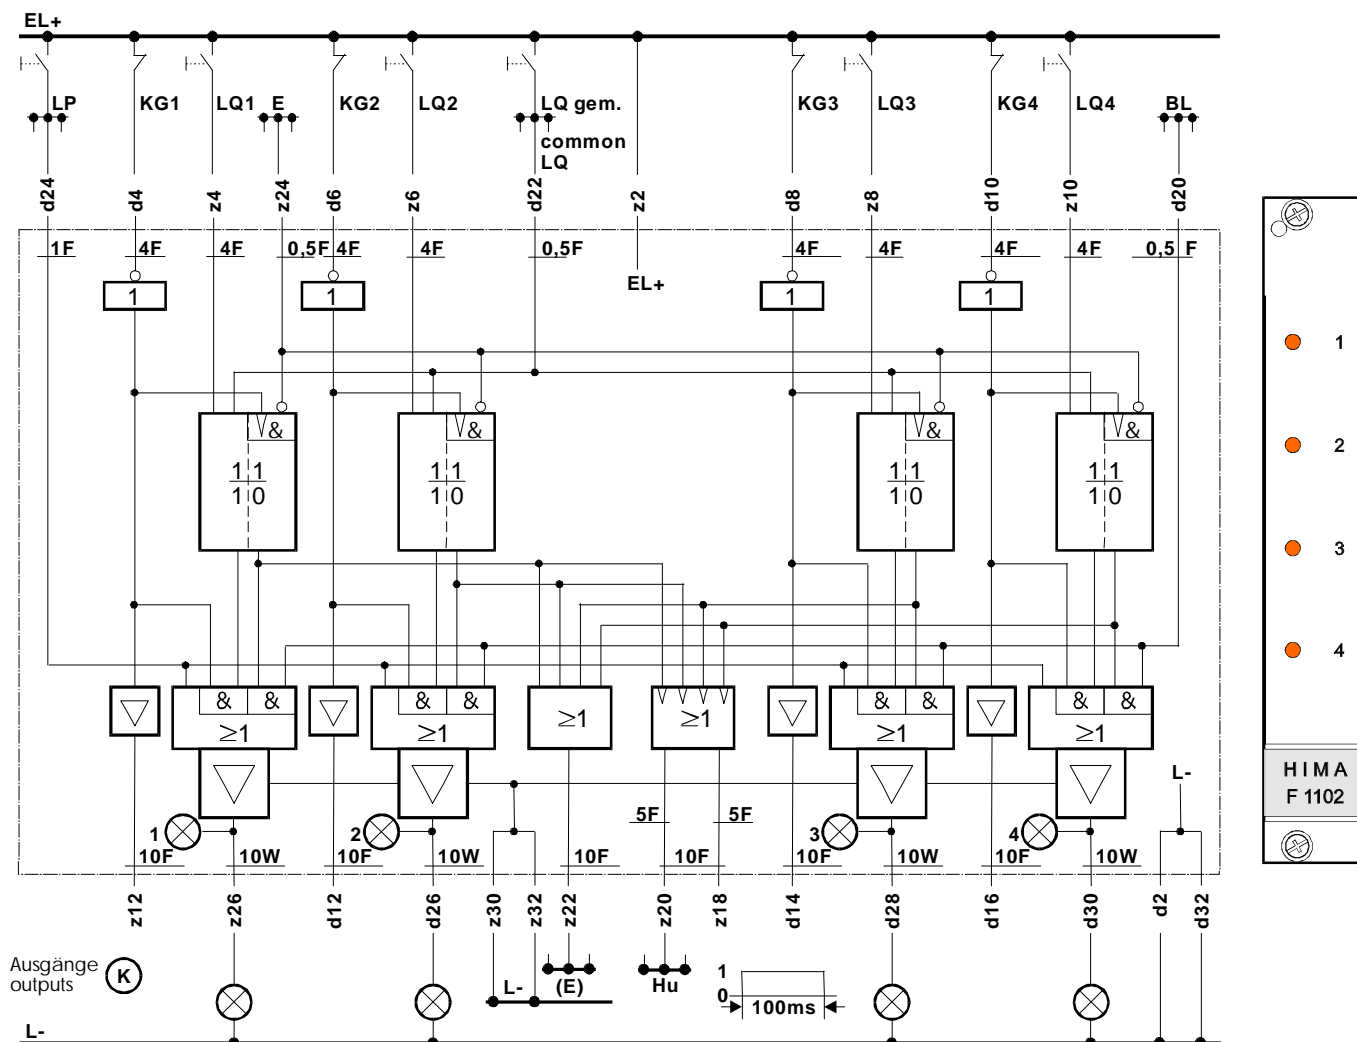 EL+
LP KG1 LQ1 E KG2 LQ2 LQ gem. KG3 LQ3 KG4 LQ4 BL
common
LQ
d24 d4 z4 z24 d6 z6 d22 z2 d8 z8 d10 z10 d20
1F 4F 4F 0,5F 4F 4F 0,5F 4F 4F 4F 4F 0,5 F
EL+
1 1 1 1
& & & &
1 1 1 1 1 1 1 1
1 0 1 0 1 0 1 0
& & & & & & & &
≥1 ≥1 ≥1 ≥1 ≥1 ≥1
L-
5F 5F
1 2 3 4
10F 10W 10F 10W 10F 10F 10F 10W 10F 10W
z12 z26 d12 d26 z30 z32 z22 z20 z18 d14 d28 d16 d30 d2 d32
Ausgänge
outputs
K
L- (E) Hu
1
0
100ms
L-
1
2
3
4
HIMA
F 1102